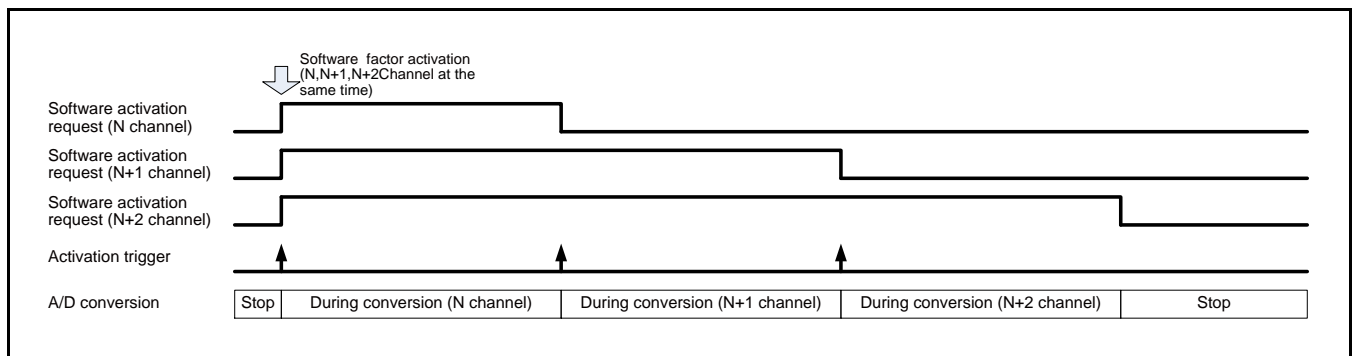 Software factor activation
(N,N+1,N+2Channel at the
same time)
Software activation
request (N channel)
Software activation
request (N+1 channel)
Software activation
request (N+2 channel)
Activation trigger
A/D conversion
Stop
During conversion (N channel)
During conversion (N+1 channel)
During conversion (N+2 channel)
Stop